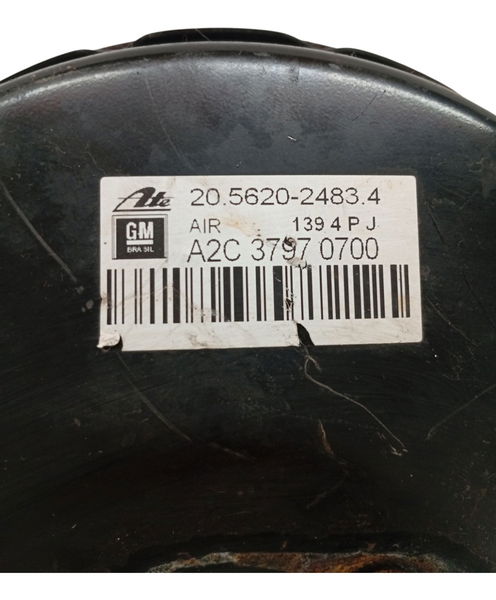 Ate 20.5620-2483.4
GM AIR 139 4 P J
BRASIL A2C 3797 0700